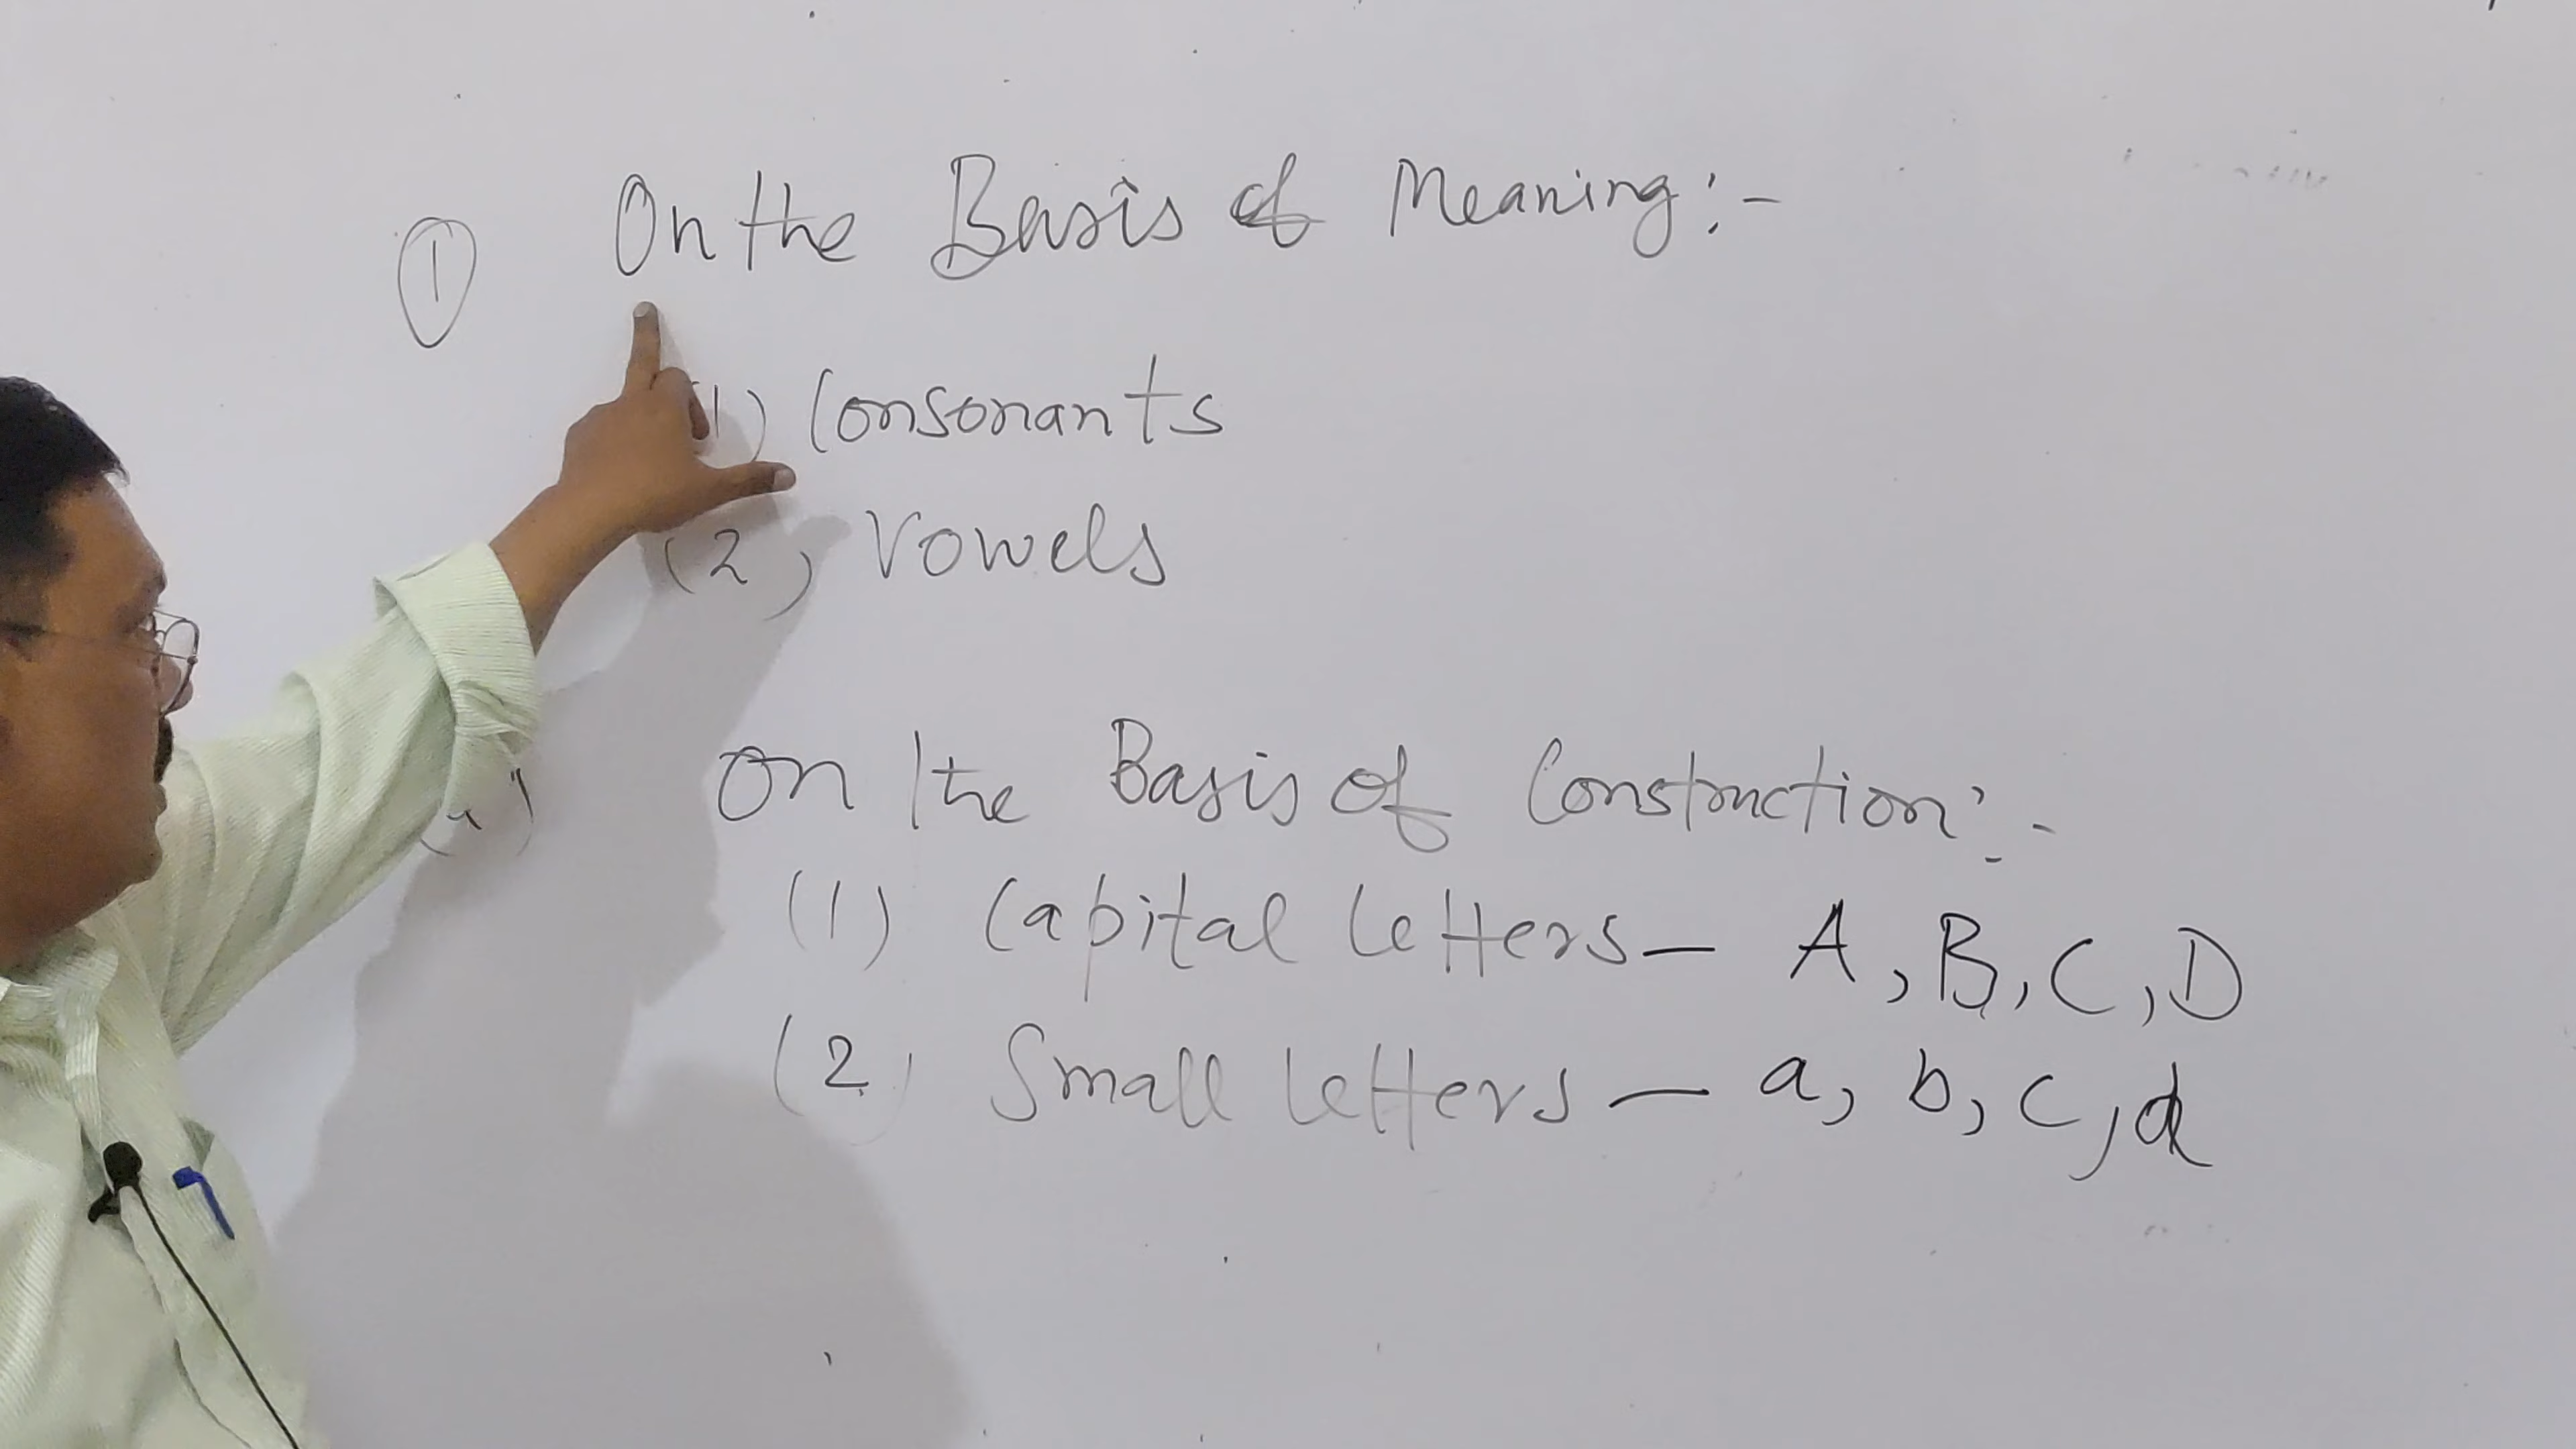 ① On the Basis of Meaning:-
(1) Consonants
(2) Vowels
On the Basis of Construction:-
(1) Capital letters - A, B, C, D
(2) Small letters - a, b, c, d